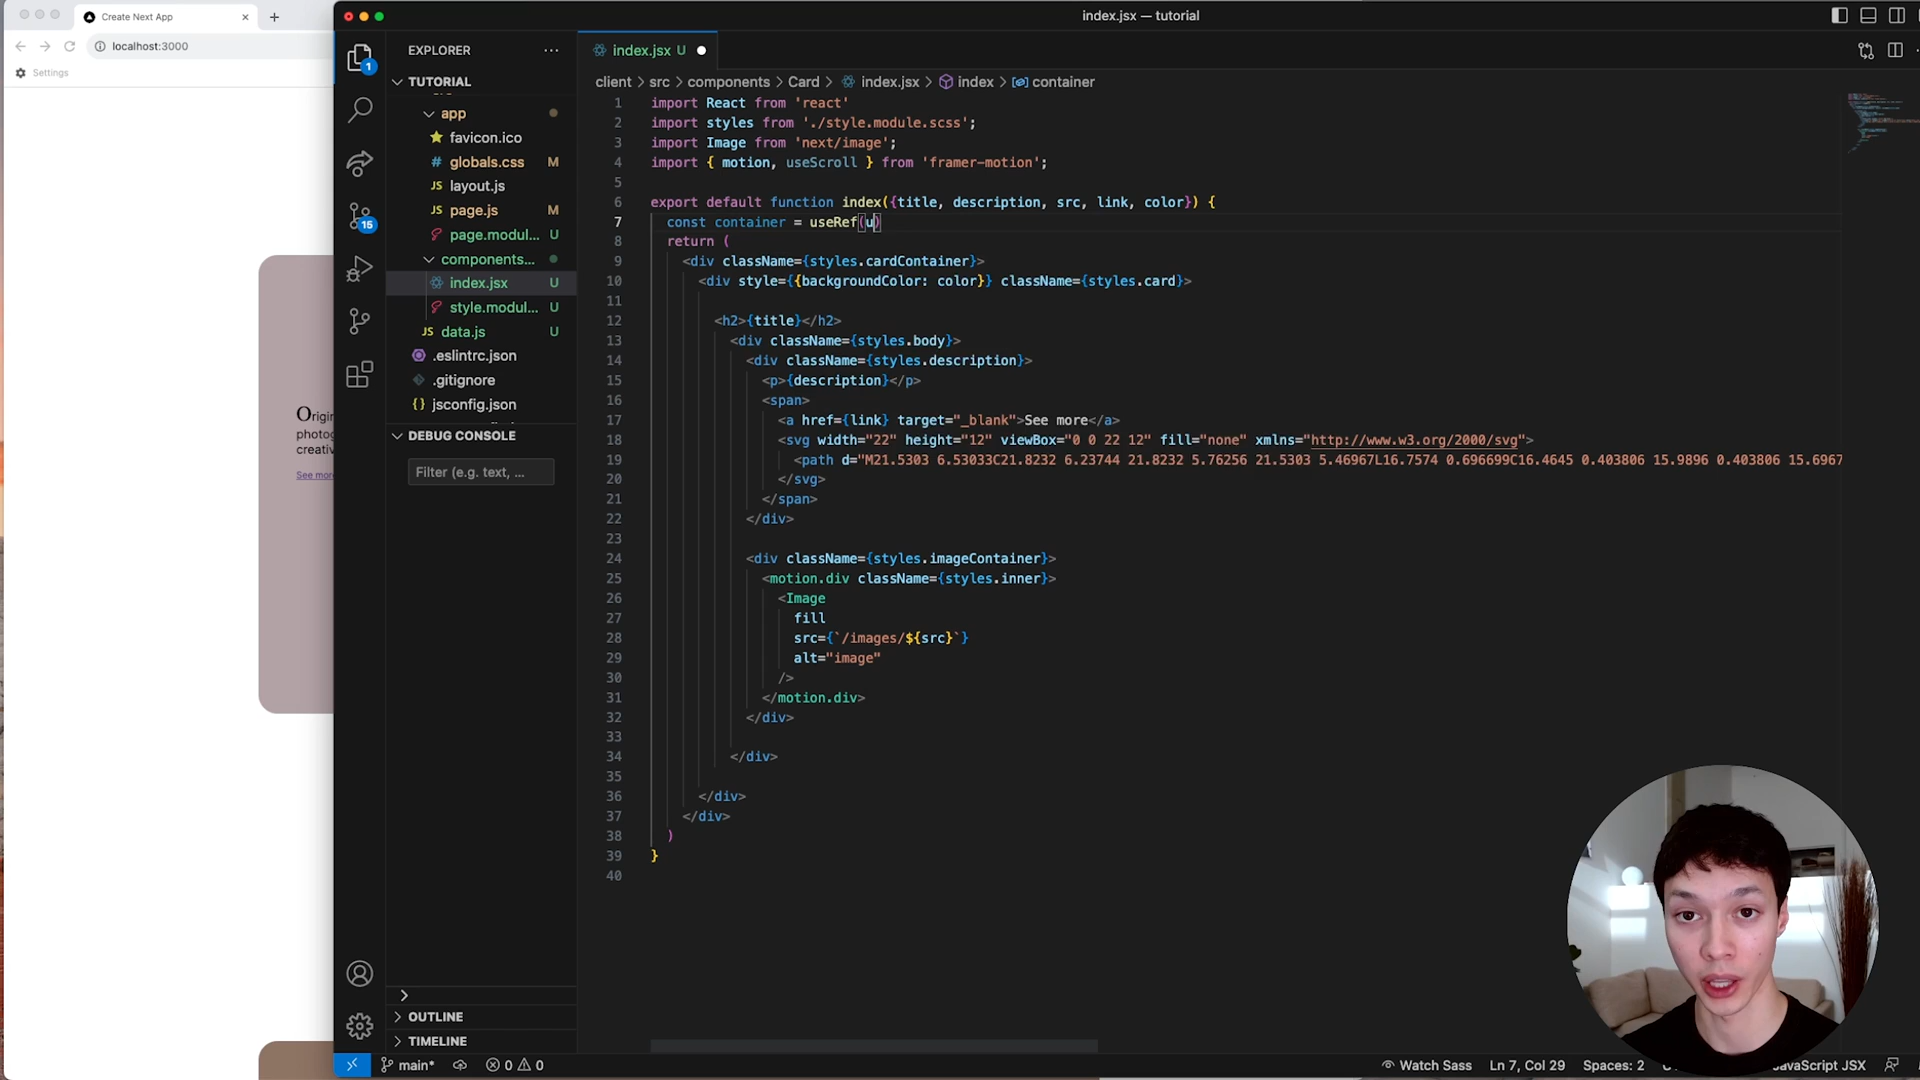 Create Next App
localhost:3000
Settings
Origin
photog
creativ
See more
index.jsx — tutorial
EXPLORER
TUTORIAL
app
favicon.ico
globals.css M
layout.js
page.js M
page.modul... U
components...
index.jsx U
style.modul... U
data.js U
.eslintrc.json
.gitignore
jsconfig.json
DEBUG CONSOLE
Filter (e.g. text, ...
OUTLINE
TIMELINE
1
15
index.jsx U
client > src > components > Card > index.jsx > index > container
1 import React from 'react'
2 import styles from './style.module.scss';
3 import Image from 'next/image';
4 import { motion, useScroll } from 'framer-motion';
5
6 export default function index({title, description, src, link, color}) {
7 const container = useRef(u)
8 return (
9 <div className={styles.cardContainer}>
10 <div style={{backgroundColor: color}} className={styles.card}>
11
12 <h2>{title}</h2>
13 <div className={styles.body}>
14 <div className={styles.description}>
15 <p>{description}</p>
16 <span>
17 <a href={link} target="_blank">See more</a>
18 <svg width="22" height="12" viewBox="0 0 22 12" fill="none" xmlns="http://www.w3.org/2000/svg">
19 <path d="M21.5303 6.53033C21.8232 6.23744 21.8232 5.76256 21.5303 5.46967L16.7574 0.696699C16.4645 0.403806 15.9896 0.403806 15.6967
20 </svg>
21 </span>
22 </div>
23
24 <div className={styles.imageContainer}>
25 <motion.div className={styles.inner}>
26 <Image
27 fill
28 src={`/images/${src}`}
29 alt="image"
30 />
31 </motion.div>
32 </div>
33
34 </div>
35
36 </div>
37 </div>
38 )
39 }
40
main* 0 0
Watch Sass Ln 7, Col 29 Spaces: 2 JavaScript JSX